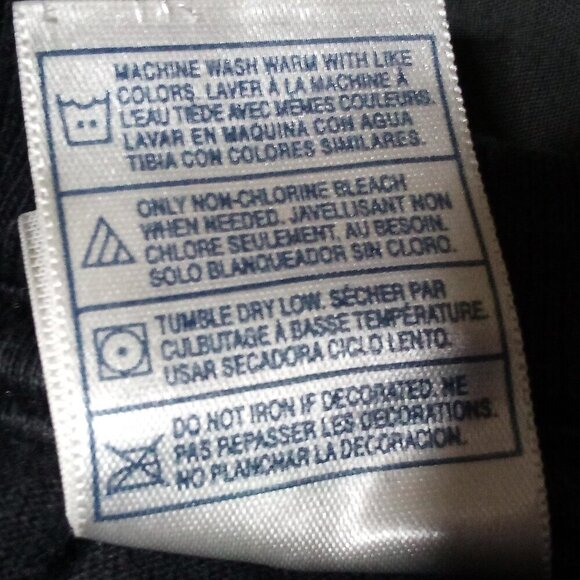 MACHINE WASH WARM WITH LIKE
COLORS. LAVER À LA MACHINE À
L'EAU TIÈDE AVEC MEMES COULEURS.
LAVAR EN MAQUINA CON AGUA
TIBIA CON COLORES SIMILARES.
ONLY NON-CHLORINE BLEACH
WHEN NEEDED. JAVELLISANT NON
CHLORE SEULEMENT, AU BESOIN.
SOLO BLANQUEADOR SIN CLORO.
TUMBLE DRY LOW. SÉCHER PAR
CULBUTAGE À BASSE TEMPÉRATURE.
USAR SECADORA CICLO LENTO.
DO NOT IRON IF DECORATED. NE
PAS REPASSER LES DECORATIONS.
NO PLANCHAR LA DECORACION.